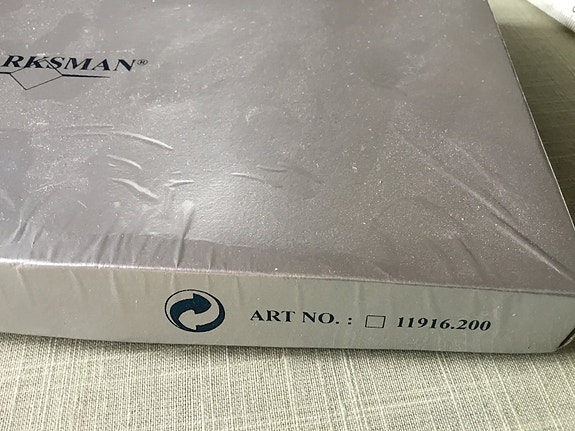 RKSMAN®
ART NO. : ☐ 11916.200